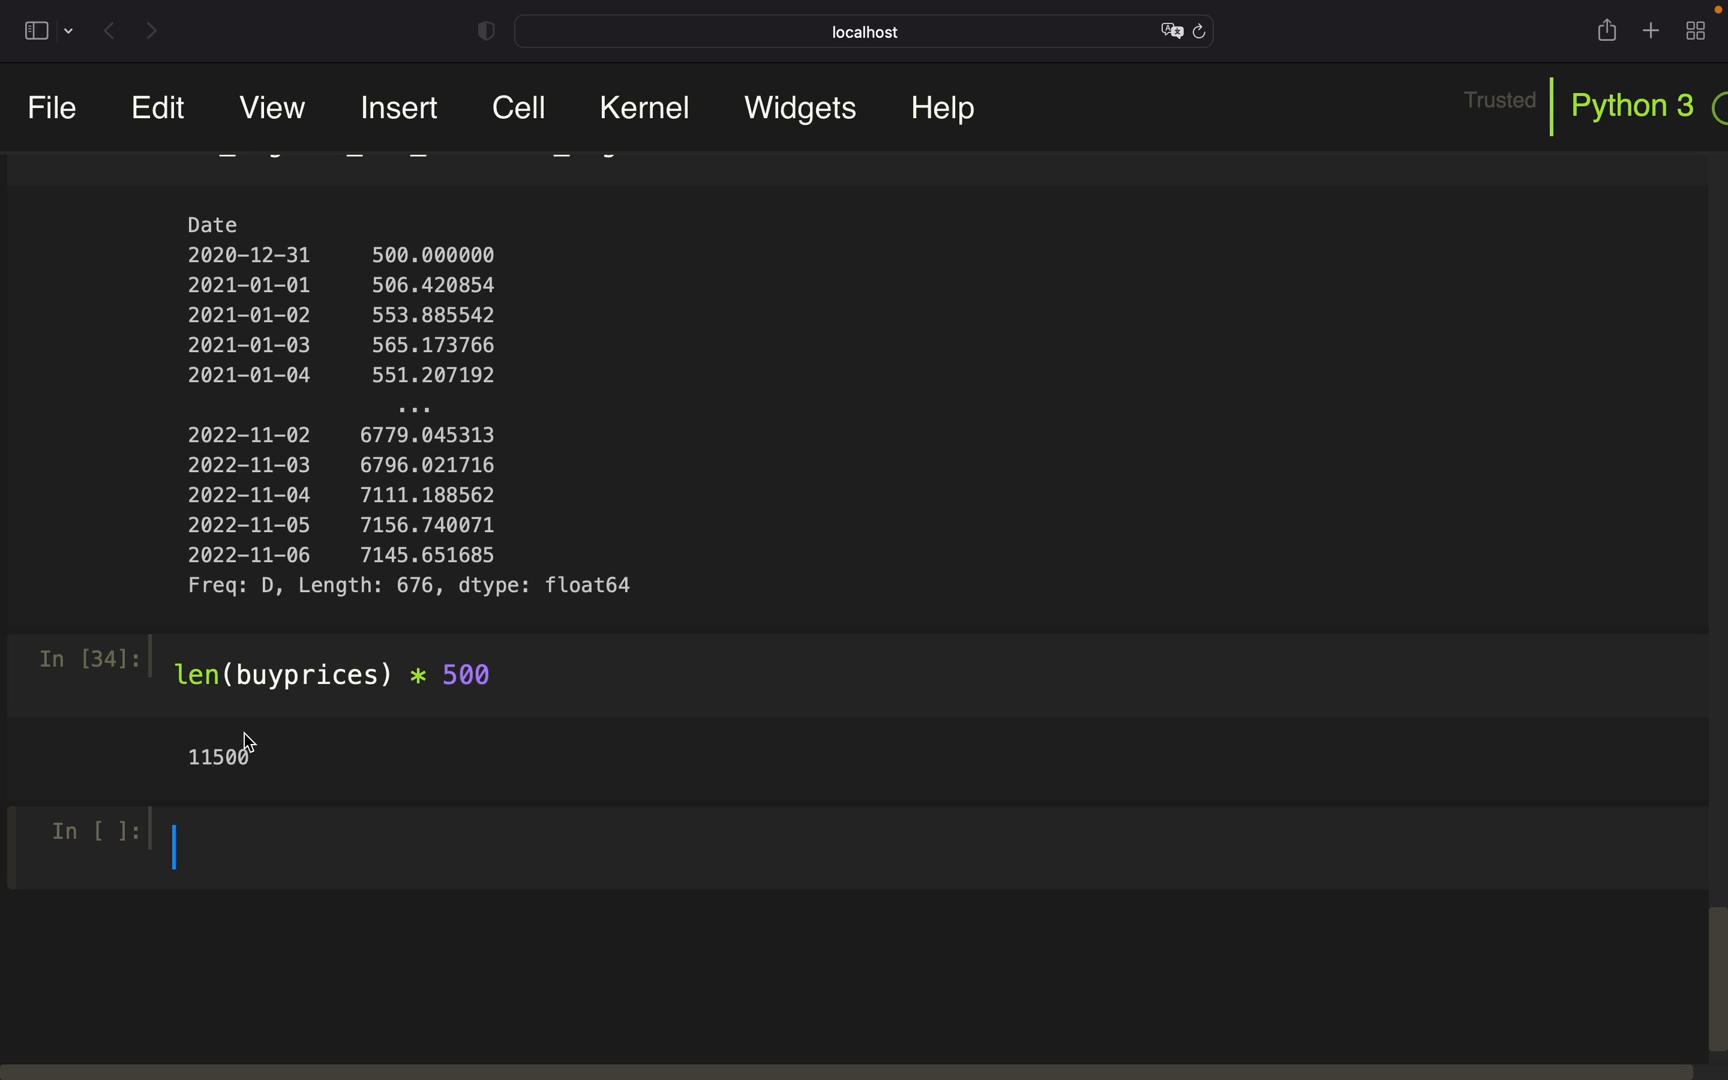 localhost
File Edit View Insert Cell Kernel Widgets Help
Trusted Python 3
Date
2020-12-31 500.000000
2021-01-01 506.420854
2021-01-02 553.885542
2021-01-03 565.173766
2021-01-04 551.207192
...
2022-11-02 6779.045313
2022-11-03 6796.021716
2022-11-04 7111.188562
2022-11-05 7156.740071
2022-11-06 7145.651685
Freq: D, Length: 676, dtype: float64
In [34]: len(buyprices) * 500
11500
In [ ]: